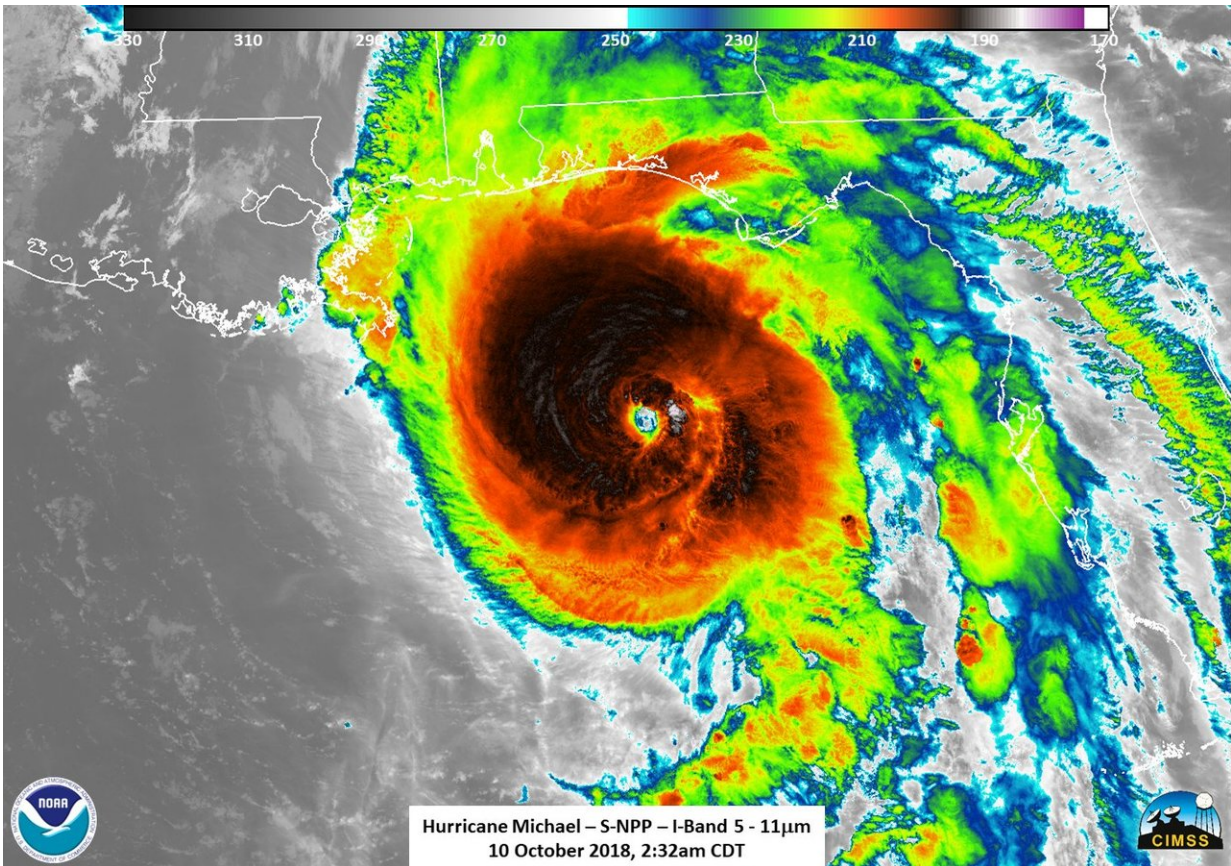 330 310 290 270 250 230 210 190 170
NOAA
Hurricane Michael – S-NPP – I-Band 5 - 11μm
10 October 2018, 2:32am CDT
CIMSS